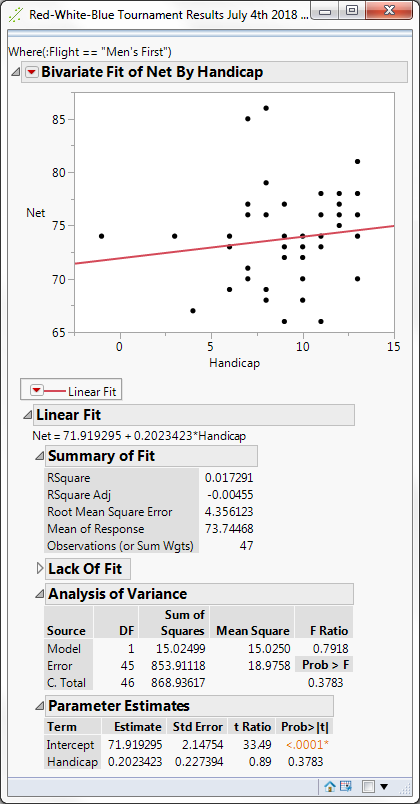 Red-White-Blue Tournament Results July 4th 2018 ...
Where(:Flight == "Men's First")
Bivariate Fit of Net By Handicap
85
80
Net
75
70
65
0 5 10 15
Handicap
Linear Fit
Linear Fit
Net = 71.919295 + 0.2023423*Handicap
Summary of Fit
RSquare 0.017291
RSquare Adj -0.00455
Root Mean Square Error 4.356123
Mean of Response 73.74468
Observations (or Sum Wgts) 47
Lack Of Fit
Analysis of Variance
Sum of
Source DF Squares Mean Square F Ratio
Model 1 15.02499 15.0250 0.7918
Error 45 853.91118 18.9758 Prob > F
C. Total 46 868.93617 0.3783
Parameter Estimates
Term Estimate Std Error t Ratio Prob>|t|
Intercept 71.919295 2.14754 33.49 <.0001*
Handicap 0.2023423 0.227394 0.89 0.3783